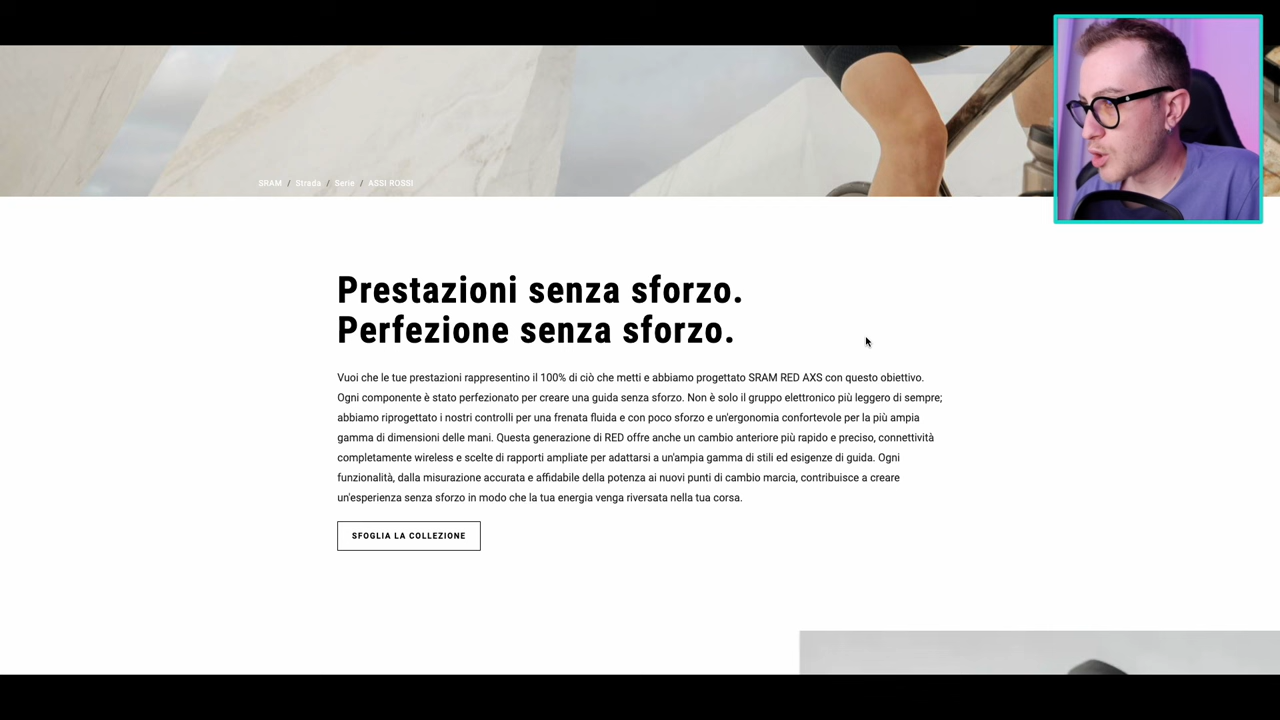 SRAM / Strada / Serie / ASSI ROSSI
Prestazioni senza sforzo.
Perfezione senza sforzo.
Vuoi che le tue prestazioni rappresentino il 100% di ciò che metti e abbiamo progettato SRAM RED AXS con questo obiettivo.
Ogni componente è stato perfezionato per creare una guida senza sforzo. Non è solo il gruppo elettronico più leggero di sempre;
abbiamo riprogettato i nostri controlli per una frenata fluida e con poco sforzo e un'ergonomia confortevole per la più ampia
gamma di dimensioni delle mani. Questa generazione di RED offre anche un cambio anteriore più rapido e preciso, connettività
completamente wireless e scelte di rapporti ampliate per adattarsi a un'ampia gamma di stili ed esigenze di guida. Ogni
funzionalità, dalla misurazione accurata e affidabile della potenza ai nuovi punti di cambio marcia, contribuisce a creare
un'esperienza senza sforzo in modo che la tua energia venga riversata nella tua corsa.
SFOGLIA LA COLLEZIONE